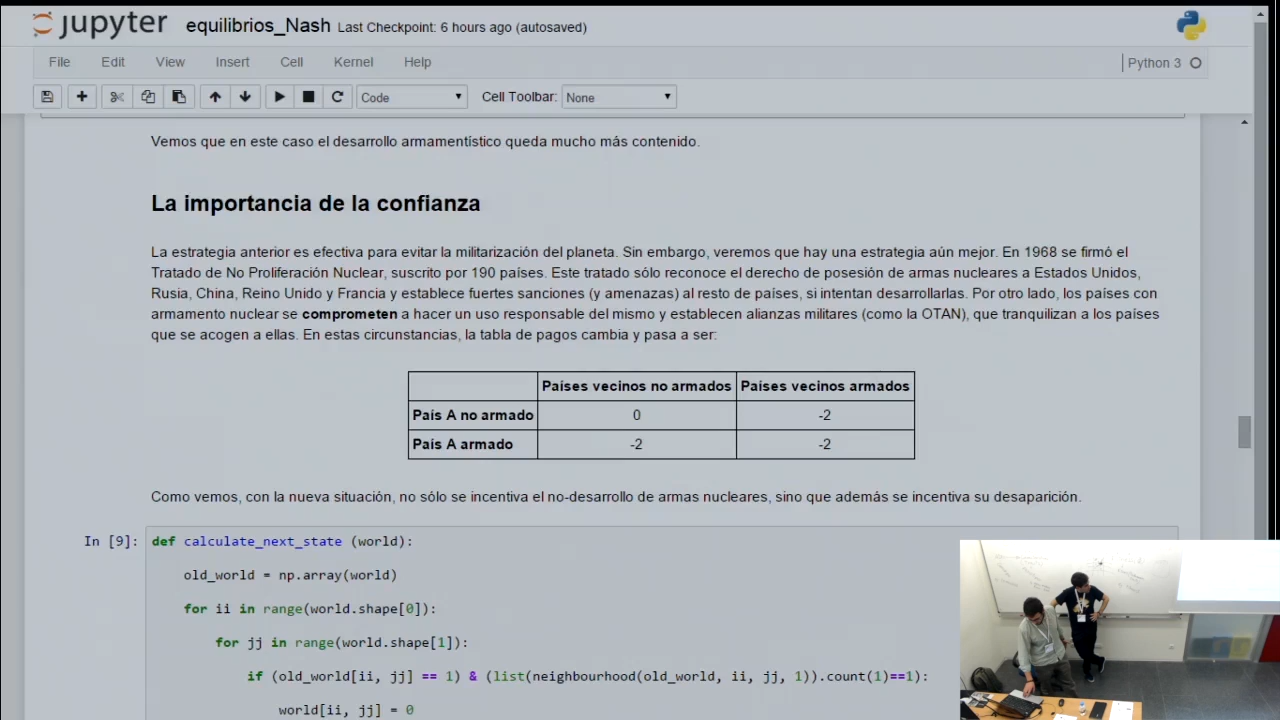 jupyter equilibrios_Nash Last Checkpoint: 6 hours ago (autosaved)
File Edit View Insert Cell Kernel Help Python 3
Code Cell Toolbar: None
Vemos que en este caso el desarrollo armamentístico queda mucho más contenido.
La importancia de la confianza
La estrategia anterior es efectiva para evitar la militarización del planeta. Sin embargo, veremos que hay una estrategia aún mejor. En 1968 se firmó el
Tratado de No Proliferación Nuclear, suscrito por 190 países. Este tratado sólo reconoce el derecho de posesión de armas nucleares a Estados Unidos,
Rusia, China, Reino Unido y Francia y establece fuertes sanciones (y amenazas) al resto de países, si intentan desarrollarlas. Por otro lado, los países con
armamento nuclear se comprometen a hacer un uso responsable del mismo y establecen alianzas militares (como la OTAN), que tranquilizan a los países
que se acogen a ellas. En estas circunstancias, la tabla de pagos cambia y pasa a ser:
Países vecinos no armados Países vecinos armados
País A no armado 0 -2
País A armado -2 -2
Como vemos, con la nueva situación, no sólo se incentiva el no-desarrollo de armas nucleares, sino que además se incentiva su desaparición.
In [9]: def calculate_next_state (world):
old_world = np.array(world)
for ii in range(world.shape[0]):
for jj in range(world.shape[1]):
if (old_world[ii, jj] == 1) & (list(neighbourhood(old_world, ii, jj, 1)).count(1)==1):
world[ii, jj] = 0